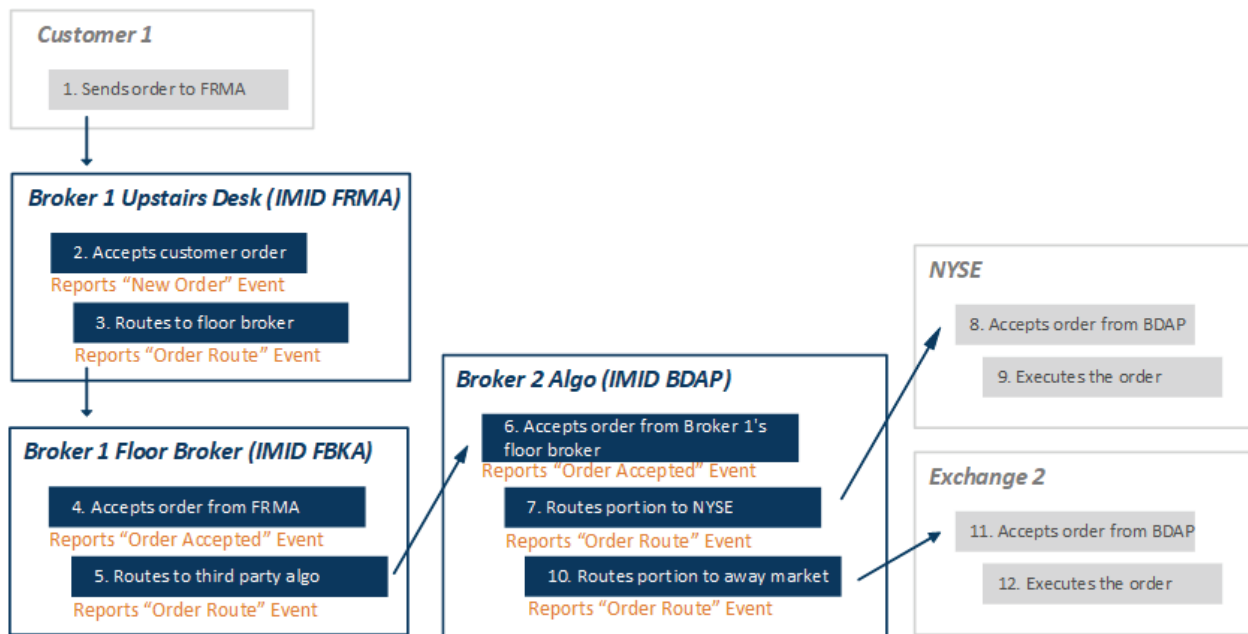 Customer 1
1. Sends order to FRMA
Broker 1 Upstairs Desk (IMID FRMA)
2. Accepts customer order
Reports “New Order” Event
3. Routes to floor broker
Reports “Order Route” Event
Broker 1 Floor Broker (IMID FBKA)
4. Accepts order from FRMA
Reports “Order Accepted” Event
5. Routes to third party algo
Reports “Order Route” Event
Broker 2 Algo (IMID BDAP)
6. Accepts order from Broker 1's
floor broker
Reports “Order Accepted” Event
7. Routes portion to NYSE
Reports “Order Route” Event
10. Routes portion to away market
Reports “Order Route” Event
NYSE
8. Accepts order from BDAP
9. Executes the order
Exchange 2
11. Accepts order from BDAP
12. Executes the order